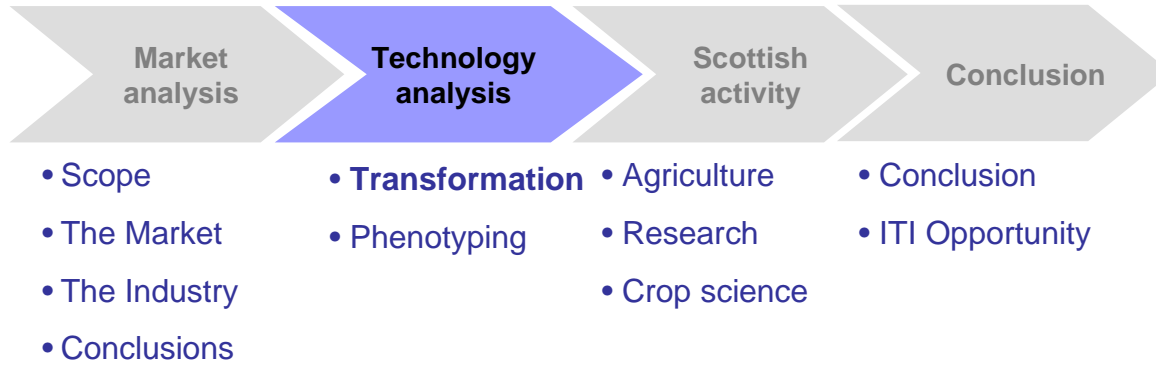 Market
analysis
Technology
analysis
Scottish
activity
Conclusion
• Scope
• The Market
• The Industry
• Conclusions
• Transformation
• Phenotyping
• Agriculture
• Research
• Crop science
• Conclusion
• ITI Opportunity